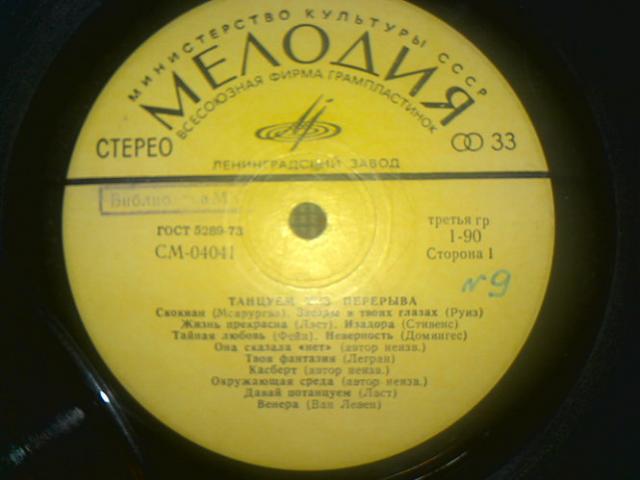 МИНИСТЕРСТВО КУЛЬТУРЫ СССР
МЕЛОДИЯ
ВСЕСОЮЗНАЯ ФИРМА ГРАМПЛАСТИНОК
СТЕРЕО
33
ЛЕНИНГРАДСКИЙ ЗАВОД
ГОСТ 5289-73
СМ-04041
третья гр
1-90
Сторона 1
№9
ТАНЦУЕМ БЕЗ ПЕРЕРЫВА
Скокиан (Мсарургва). Звезды в твоих глазах (Руиз)
Жизнь прекрасна (Ласт). Изадора (Стивенс)
Тайная любовь (Фейн). Неверность (Домингес)
Она сказала «нет» (автор неизв.)
Твоя фантазия (Легран)
Касберт (автор неизв.)
Окружающая среда (автор неизв.)
Давай потанцуем (Ласт)
Венера (Ван Левен)